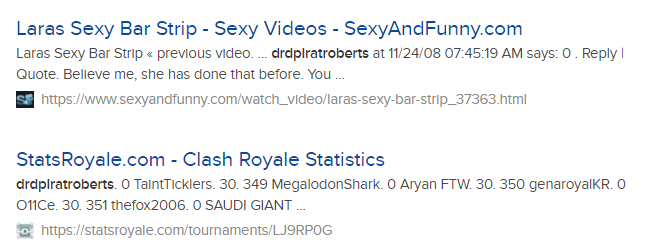 Laras Sexy Bar Strip - Sexy Videos - SexyAndFunny.com
Laras Sexy Bar Strip « previous video. ... drdplratroberts at 11/24/08 07:45:19 AM says: 0 . Reply |
Quote. Believe me, she has done that before. You ...
SF https://www.sexyandfunny.com/watch_video/laras-sexy-bar-strip_37363.html
StatsRoyale.com - Clash Royale Statistics
drdplratroberts. 0 TaintTicklers. 30. 349 MegalodonShark. 0 Aryan FTW. 30. 350 genaroyalKR. 0
O11Ce. 30. 351 thefox2006. 0 SAUDI GIANT ...
https://statsroyale.com/tournaments/LJ9RP0G